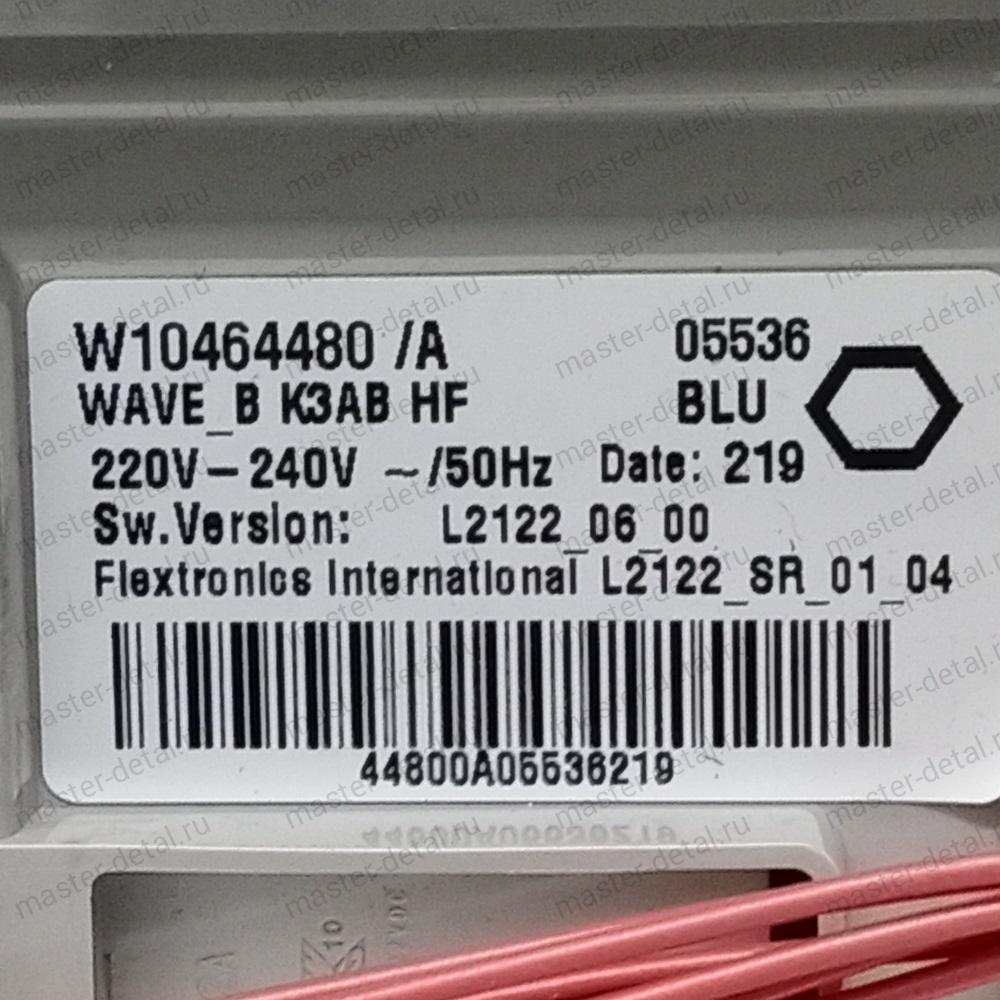 W10464480 /A 05536
WAVE_B K3AB HF BLU
220V–240V ~/50Hz Date: 219
Sw.Version: L2122_06_00
Flextronics International L2122_SR_01_04
44800A05536219
10
master-detal.ru